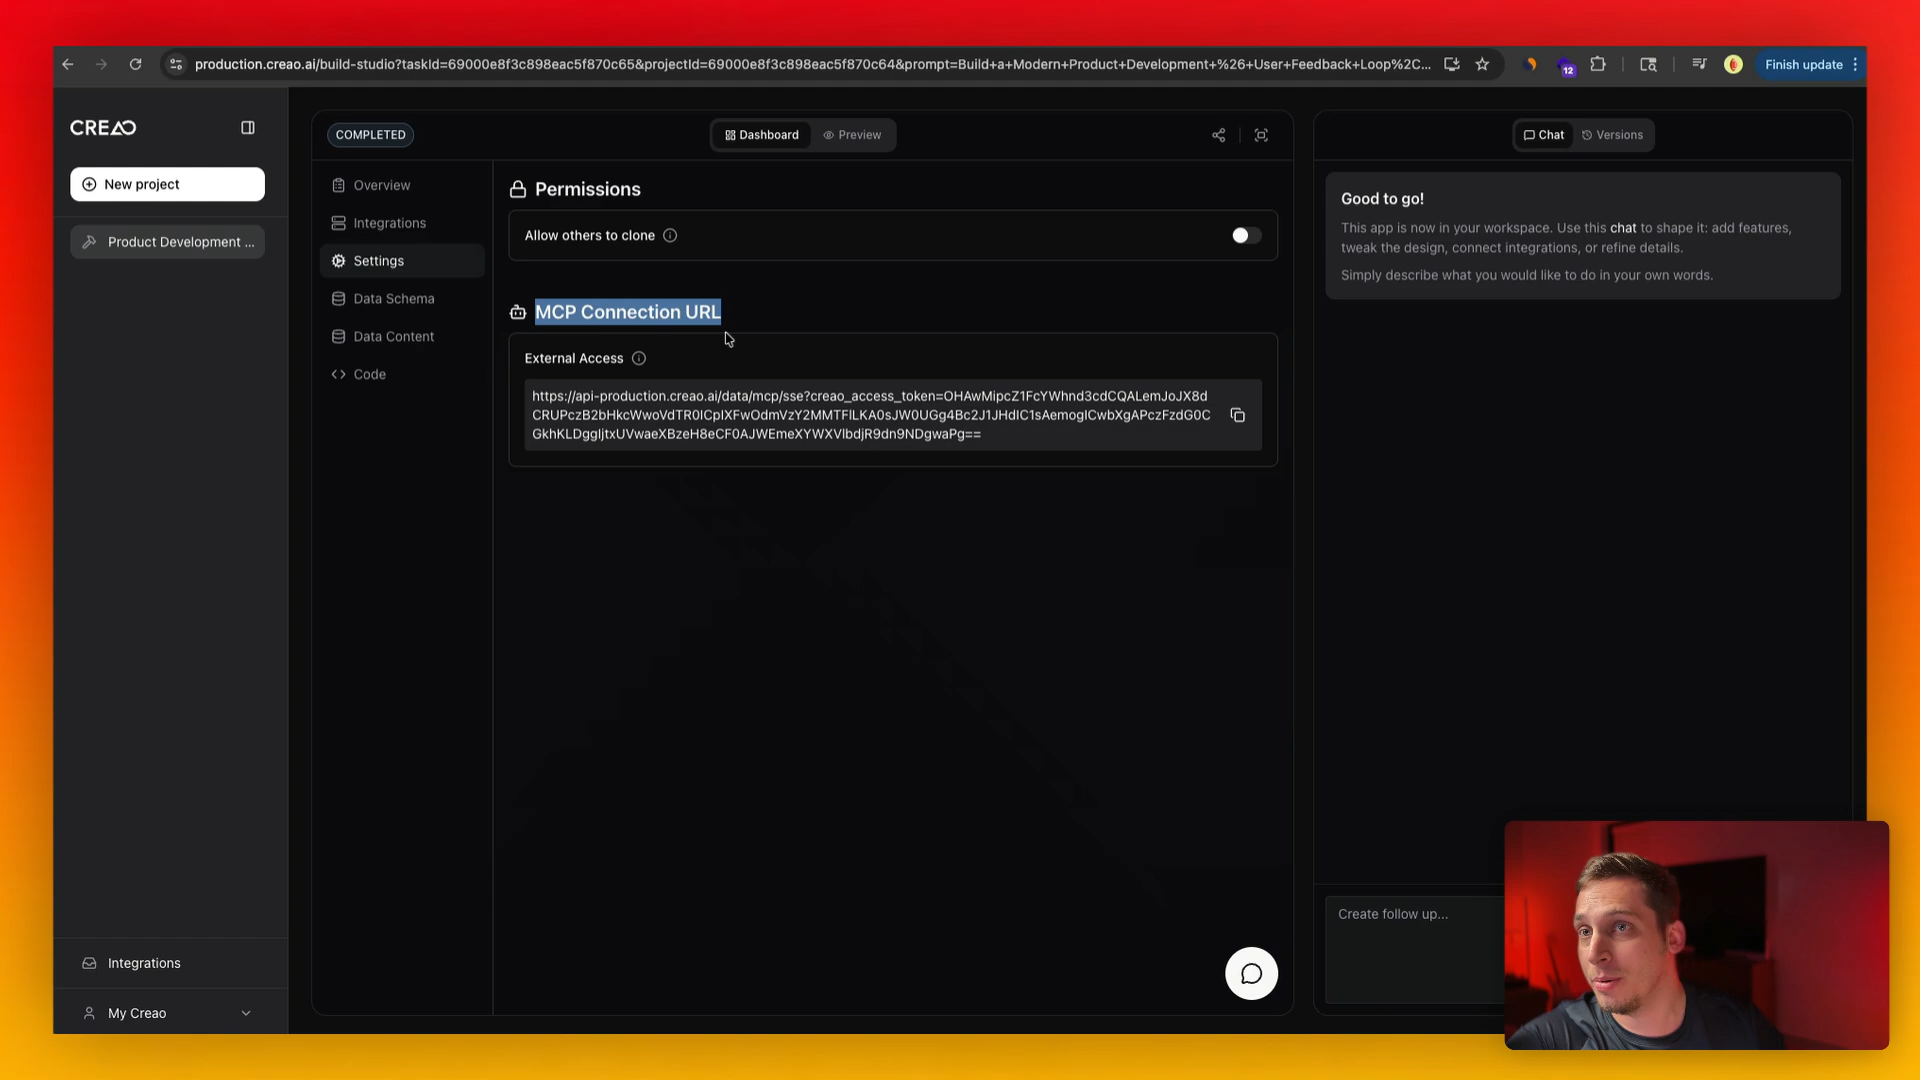 production.creao.ai/build-studio?taskId=69000e8f3c898eac5f870c65&projectId=69000e8f3c898eac5f870c64&prompt=Build+a+Modern+Product+Development+%26+User+Feedback+Loop%2C...
12
Finish update
CREAO
New project
Product Development ...
Integrations
My Creao
COMPLETED
Dashboard
Preview
Overview
Integrations
Settings
Data Schema
Data Content
Code
Permissions
Allow others to clone
MCP Connection URL
External Access
https://api-production.creao.ai/data/mcp/sse?creao_access_token=
Chat
Versions
Good to go!
This app is now in your workspace. Use this chat to shape it: add features,
tweak the design, connect integrations, or refine details.
Simply describe what you would like to do in your own words.
Create follow up...